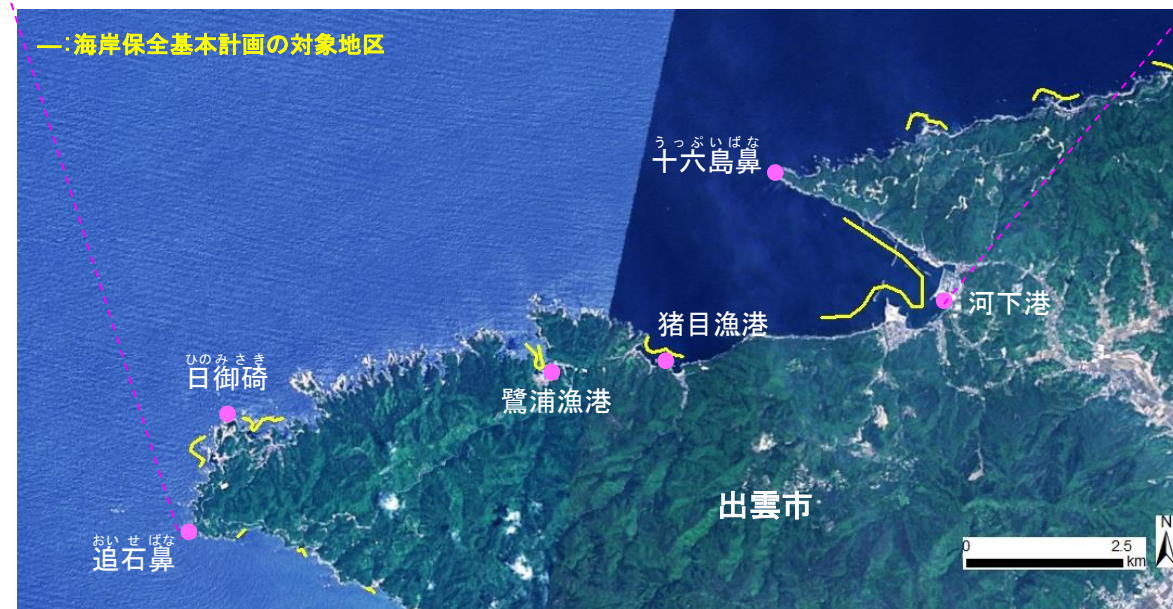 ―:海岸保全基本計画の対象地区
うっぷいばな
十六島鼻
河下港
猪目漁港
ひのみさき
日御碕
鷺浦漁港
出雲市
おいせばな
追石鼻
N
0 2.5
km